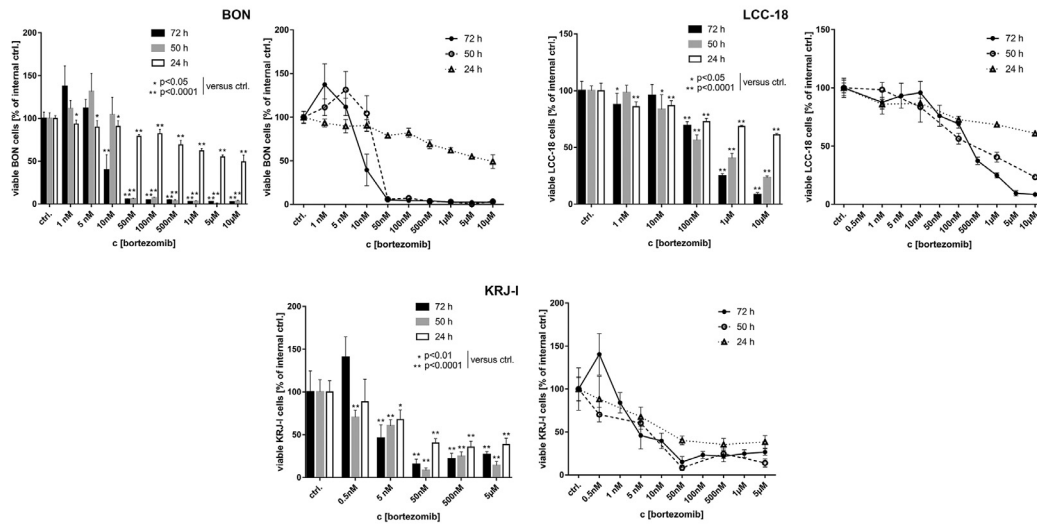 BON
viable BON cells [% of internal ctrl.]
200
150
100
50
0
72 h
50 h
24 h
* p<0.05
** p<0.0001
versus ctrl.
* * *
** ** ** ** ** ** **
** ** ** ** ** ** ** ** ** ** ** **
ctrl. 1 nM 5 nM 10nM 50nM 100nM 500nM 1µM 5µM 10µM
c [bortezomib]
viable BON cells [% of internal ctrl.]
200
150
100
50
0
72 h
50 h
24 h
ctrl. 1 nM 5 nM 10nM 50nM 100nM 500nM 1µM 5µM 10µM
c [bortezomib]
LCC-18
viable LCC-18 cells [% of internal ctrl.]
150
100
50
0
72 h
50 h
24 h
* p<0.05
** p<0.0001
versus ctrl.
* ** * **
** ** ** ** ** ** ** ** **
ctrl. 1 nM 10nM 100nM 1µM 10µM
c [bortezomib]
viable LCC-18 cells [% of internal ctrl.]
150
100
50
0
72 h
50 h
24 h
ctrl. 0.5nM 1 nM 5 nM 10nM 50nM 100nM 500nM 1µM 5µM 10µM
c [bortezomib]
KRJ-I
viable KRJ-I cells [% of internal ctrl.]
200
150
100
50
0
72 h
50 h
24 h
* p<0.01
** p<0.0001
versus ctrl.
** ** ** *
** ** ** ** ** ** ** ** **
ctrl. 0.5nM 5 nM 50nM 500nM 5µM
c [bortezomib]
viable KRJ-I cells [% of internal ctrl.]
200
150
100
50
0
72 h
50 h
24 h
ctrl. 0.5nM 1 nM 5 nM 10nM 50nM 100nM 500nM 1µM 5µM
c [bortezomib]